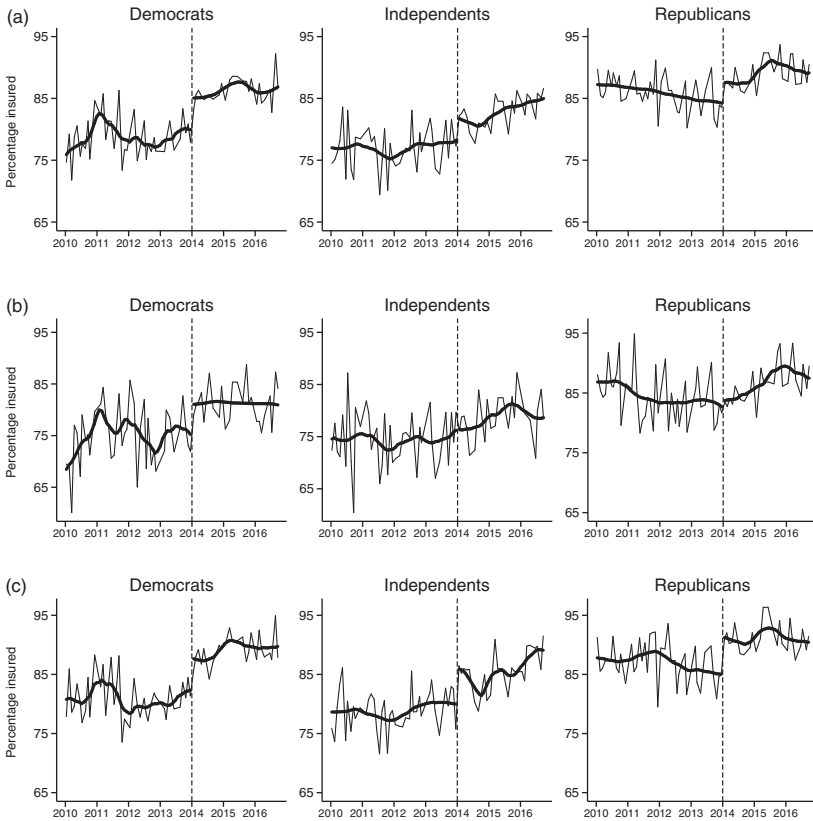 (a)
Democrats Independents Republicans
Percentage insured
95 95 95
85 85 85
75 75 75
65 65 65
2010 2011 2012 2013 2014 2015 2016 2010 2011 2012 2013 2014 2015 2016 2010 2011 2012 2013 2014 2015 2016
(b)
Democrats Independents Republicans
Percentage insured
95 95 95
85 85 85
75 75 75
65 65 65
2010 2011 2012 2013 2014 2015 2016 2010 2011 2012 2013 2014 2015 2016 2010 2011 2012 2013 2014 2015 2016
(c)
Democrats Independents Republicans
Percentage insured
95 95 95
85 85 85
75 75 75
65 65 65
2010 2011 2012 2013 2014 2015 2016 2010 2011 2012 2013 2014 2015 2016 2010 2011 2012 2013 2014 2015 2016